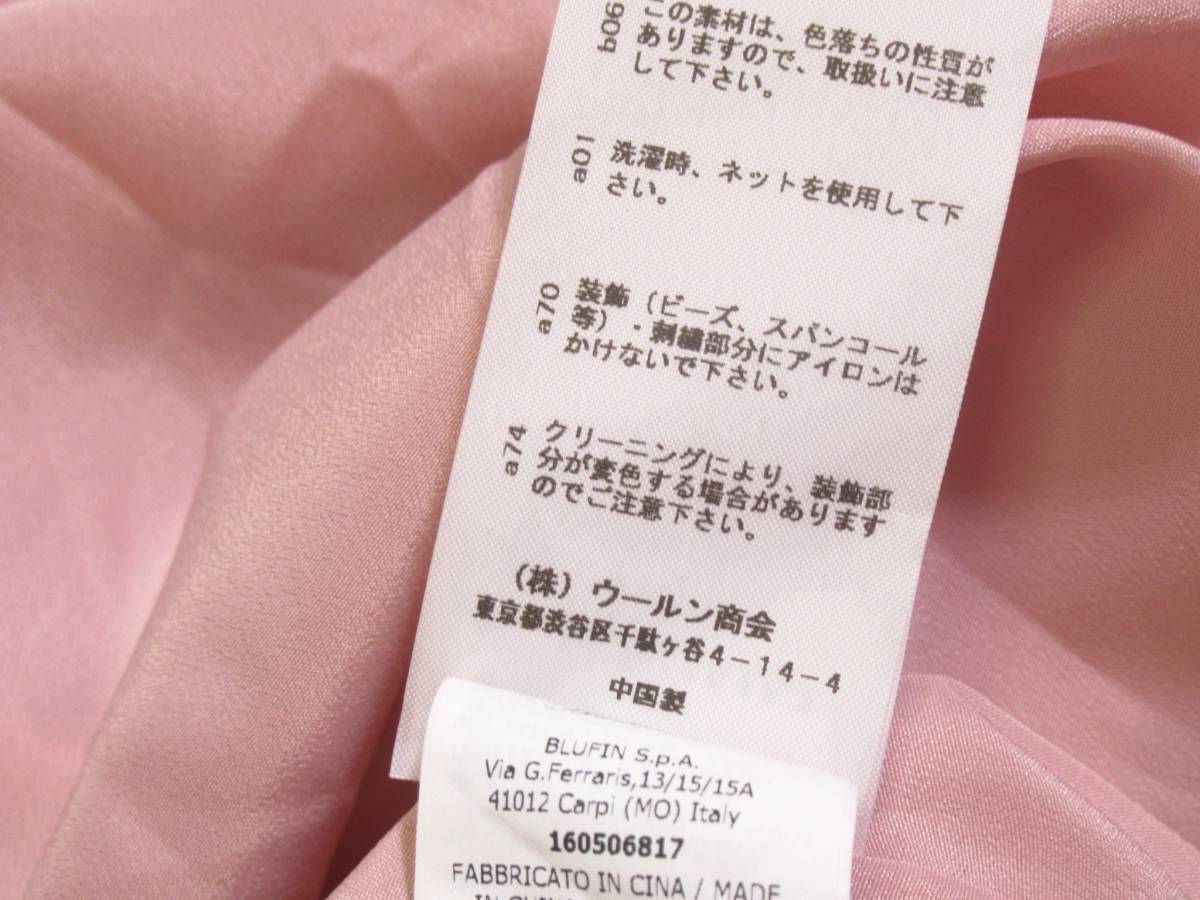 b06 この素材は、色落ちの性質が
ありますので、取扱いに注意
して下さい。
a01 洗濯時、ネットを使用して下
さい。
a70 装飾（ビーズ、スパンコール
等）・刺繍部分にアイロンは
かけないで下さい。
a74 クリーニングにより、装飾部
分が変色する場合があります
のでご注意下さい。
（株）ウールン商会
東京都渋谷区千駄ヶ谷4－14－4
中国製
BLUFIN S.p.A.
Via G.Ferraris,13/15/15A
41012 Carpi (MO) Italy
160506817
FABBRICATO IN CINA / MADE